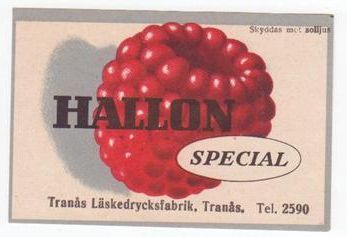 Skyddas mot solljus
HALLON
SPECIAL
Tranås Läskedrycksfabrik, Tranås. Tel. 2590